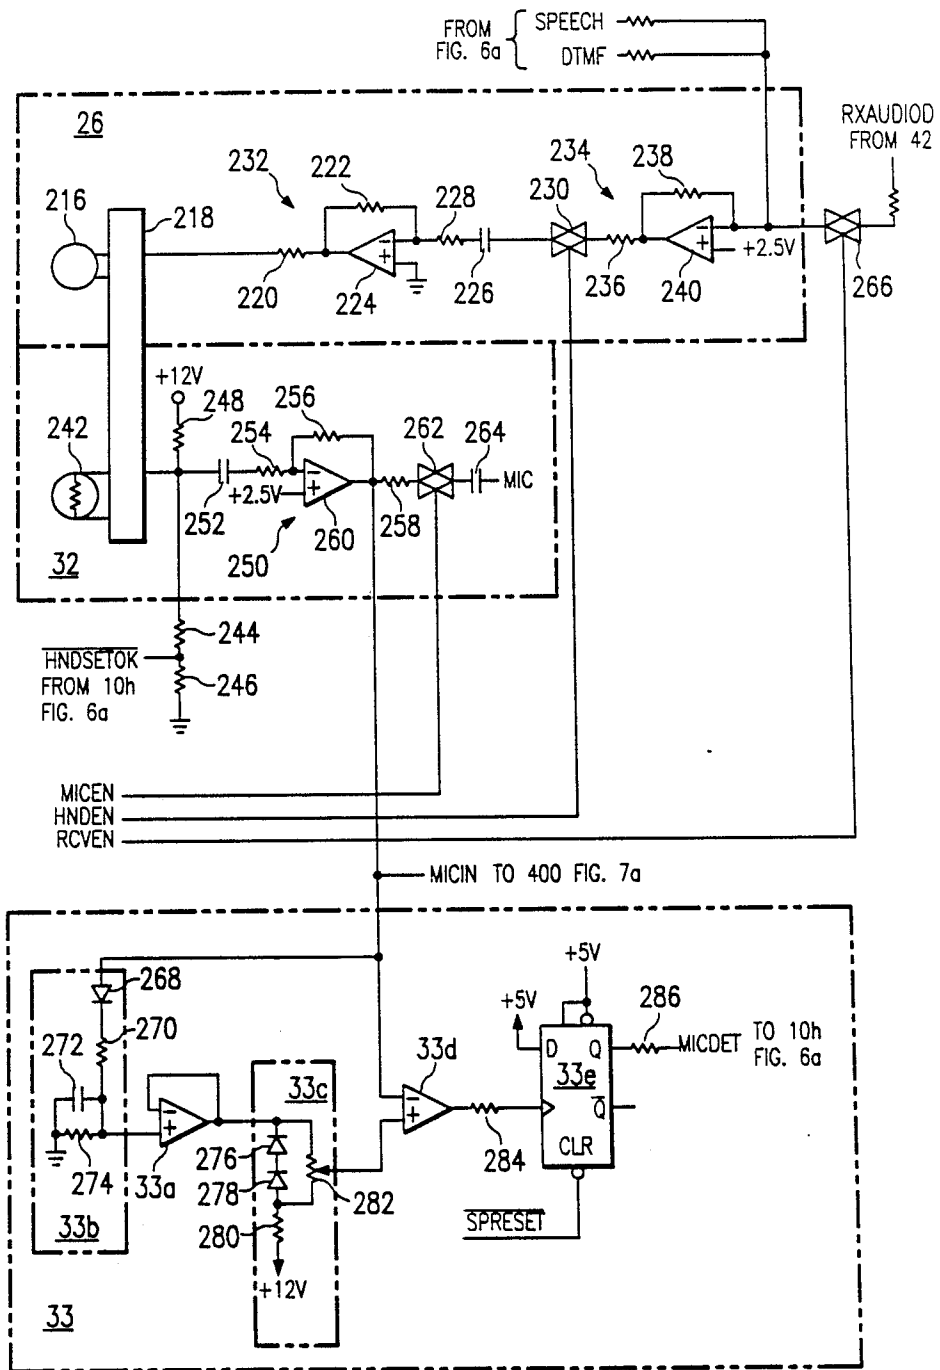 FROM
FIG. 6a
SPEECH
DTMF
RXAUDIOD
FROM 42
26
216
218
232
222
228
230
234
238
220
224
226
236
240
+2.5V
266
+12V
248
242
254
256
262
264
MIC
+2.5V
252
250
260
258
32
244
HNDSETOK
FROM 10h
FIG. 6a
246
MICEN
HNDEN
RCVEN
MICIN TO 400 FIG. 7a
268
270
272
274
33b
33a
33c
276
278
280
282
+12V
33d
284
+5V
+5V
D
Q
33e
Q
CLR
286
MICDET TO 10h
FIG. 6a
SPRESET
33